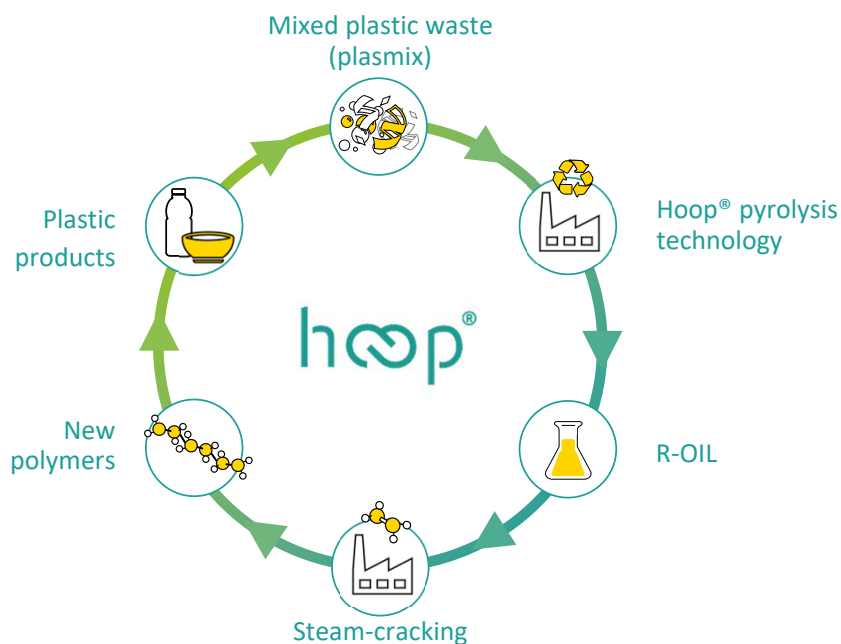 Mixed plastic waste
(plasmix)
Hoop® pyrolysis
technology
R-OIL
Steam-cracking
New
polymers
Plastic
products
hoop®